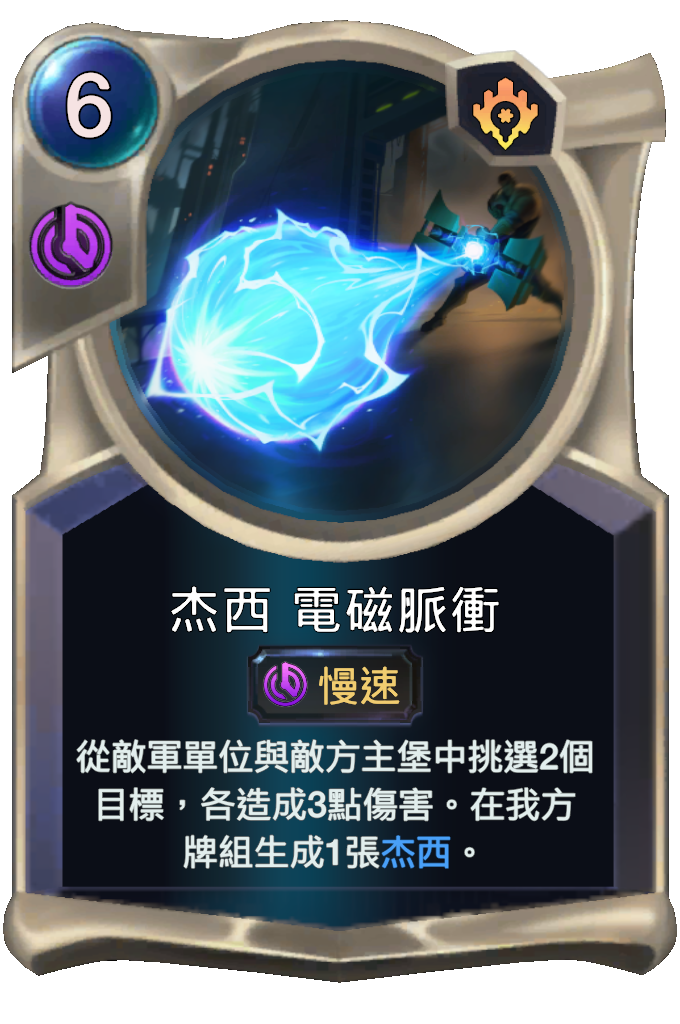 6
杰西 電磁脈衝
慢速
從敵軍單位與敵方主堡中挑選2個
目標，各造成3點傷害。在我方
牌組生成1張杰西。